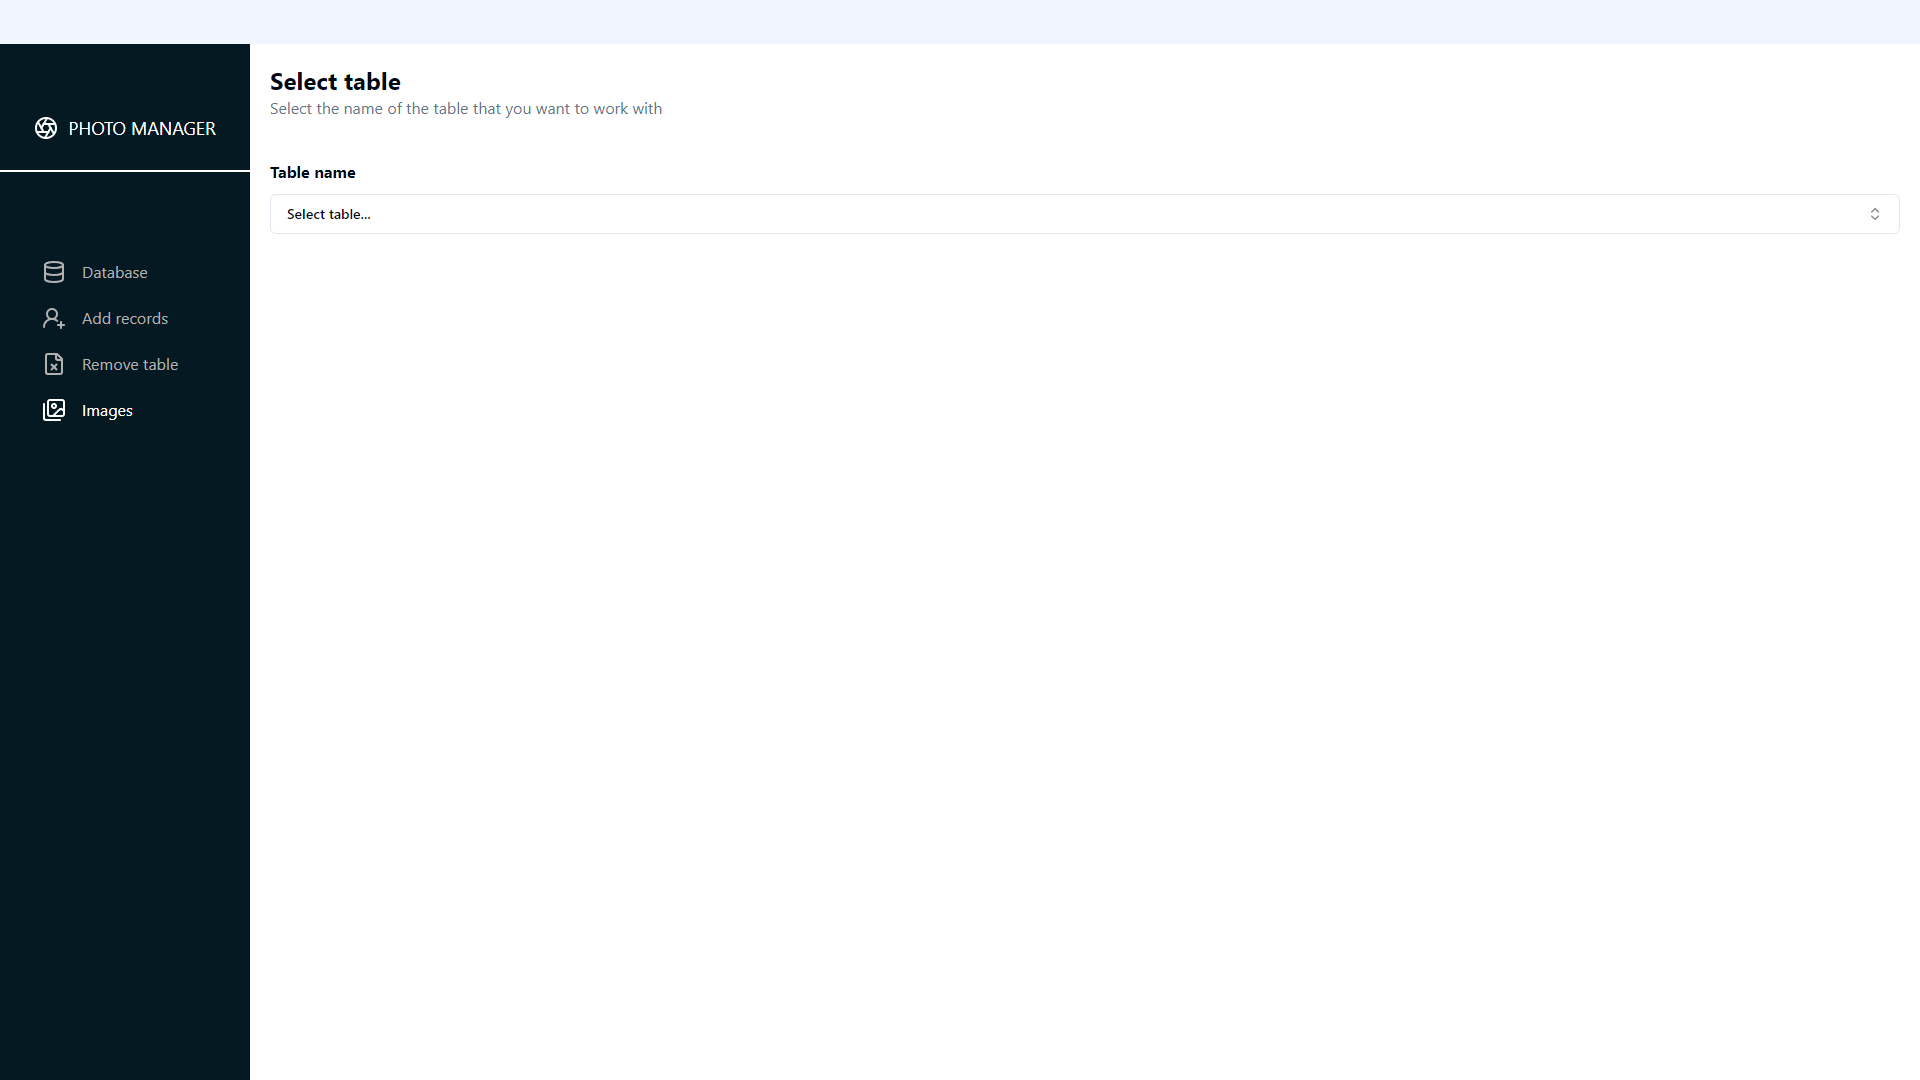 PHOTO MANAGER
Database
Add records
Remove table
Images
Select table
Select the name of the table that you want to work with
Table name
Select table...